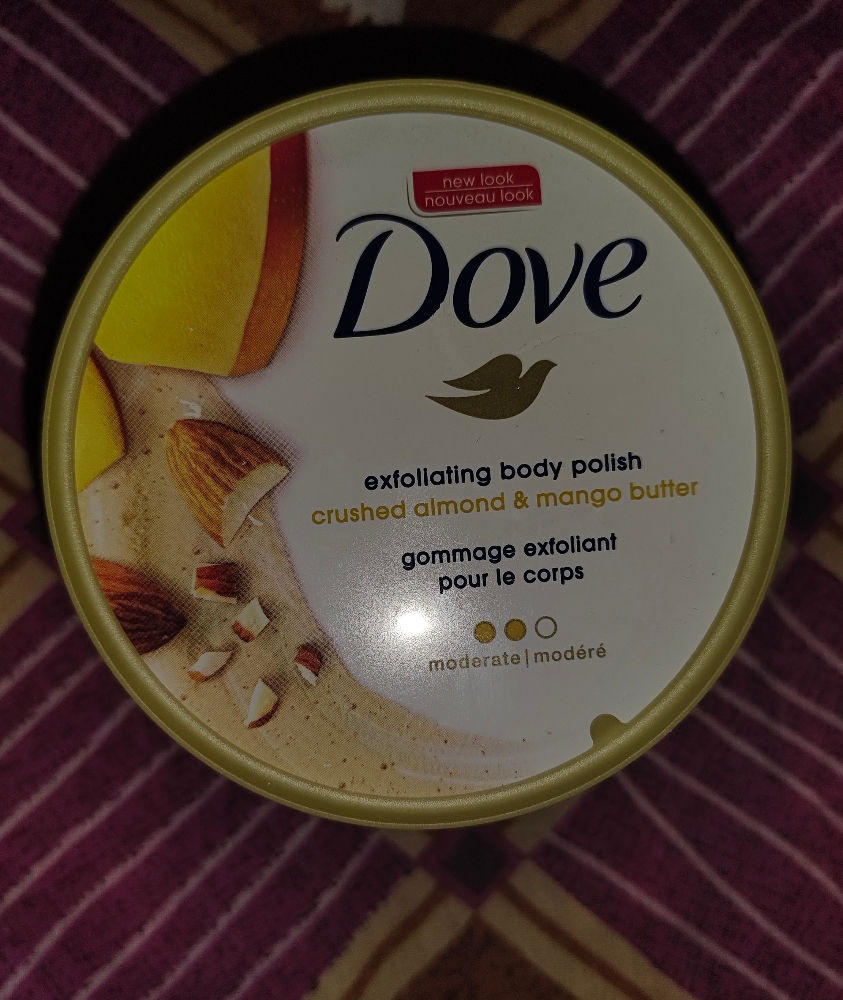 new look
nouveau look
Dove
exfoliating body polish
crushed almond & mango butter
gommage exfoliant
pour le corps
moderate | modéré